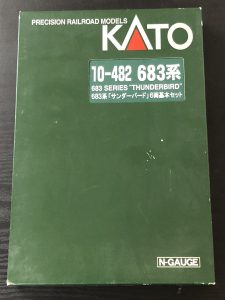 PRECISION RAILROAD MODELS
KATO
10-482 683系
683 SERIES "THUNDERBIRD"
683系「サンダーバード」6両基本セット
N-GAUGE